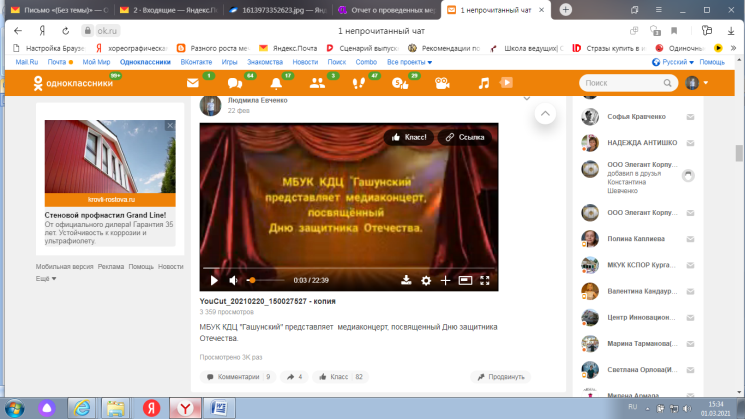 Письмо «(Без темы)» — О
2 - Входящие — Яндекс.П
1613973352623.jpg — Янд
Отчет о проведенных ме
1 непрочитанный чат
ok.ru
1 непрочитанный чат
Настройка Браузе
хореографическая
Разного роста ме
Яндекс.Почта
Сценарий выпуск
Рекомендации по
Школа ведущих|
Стразы купить в и
Одиночны
Mail.Ru Почта Мой Мир Одноклассники ВКонтакте Игры Знакомства Новости Поиск Combo Все проекты
Русский Помощь
одноклассники 99+
1 64 17 3 47 29
Поиск
Людмила Евченко
22 фев
Класс! Ссылка
МБУК КДЦ "Гашунский"
представляет медиаконцерт,
посвящённый
Дню защитника Отечества.
0:03 / 22:39
YouCut_20210220_150027527 - копия
3 359 просмотров
МБУК КДЦ "Гашунский" представляет медиаконцерт, посвященный Дню защитника
Отечества.
Просмотрено 3K раз
Комментарии 9 4 Класс 82 Продвинуть
krovli-rostova.ru
Стеновой профнастил Grand Line!
От официального дилера! Гарантия 35
лет. Устойчивость к коррозии и
ультрафиолету.
Мобильная версия Реклама Помощь Новости
Ещё
Софья Кравченко
НАДЕЖДА АНТИШКО
ООО Элегант Корпу...
добавил в друзья
Константина
Шевченко
ООО Элегант Корпу...
Полина Каплиева
МКУК КСПОР Курга...
Валентина Кандаур...
Центр Инновацион...
Марина Тарманова(...
Светлана Орлова(И...
Милена Армала
RU
15:34
01.03.2021